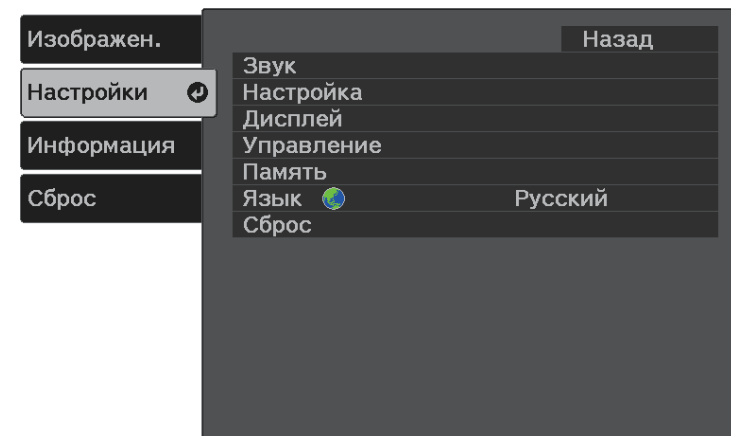 Изображен.
Настройки
Информация
Сброс
Назад
Звук
Настройка
Дисплей
Управление
Память
Язык Русский
Сброс